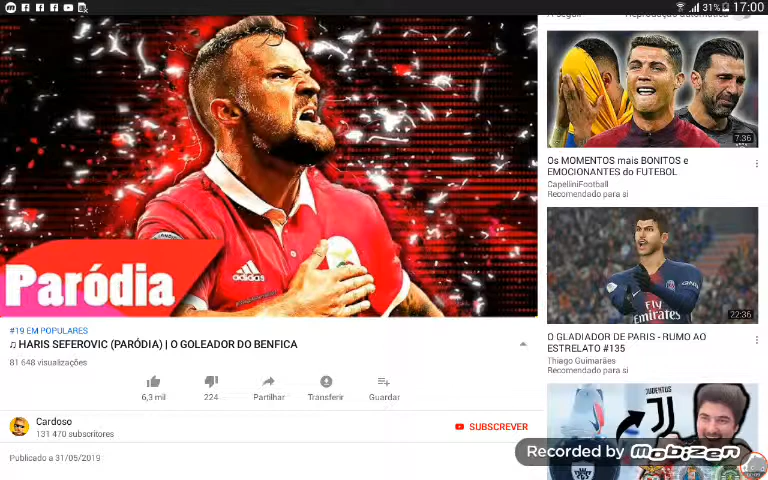 31% 17:00
adidas
Paródia
#19 EM POPULARES
♫ HARIS SEFEROVIC (PARÓDIA) | O GOLEADOR DO BENFICA
81 648 visualizações
6,3 mil
224
Partilhar
Transferir
Guardar
Cardoso
131 470 subscritores
SUBSCREVER
Publicado a 31/05/2019
7:36
Os MOMENTOS mais BONITOS e
EMOCIONANTES do FUTEBOL
CapelliniFootball
Recomendado para si
Fly
Emirates
22:36
O GLADIADOR DE PARIS - RUMO AO
ESTRELATO #135
Thiago Guimarães
Recomendado para si
JUVENTUS
Recorded by Mobizen